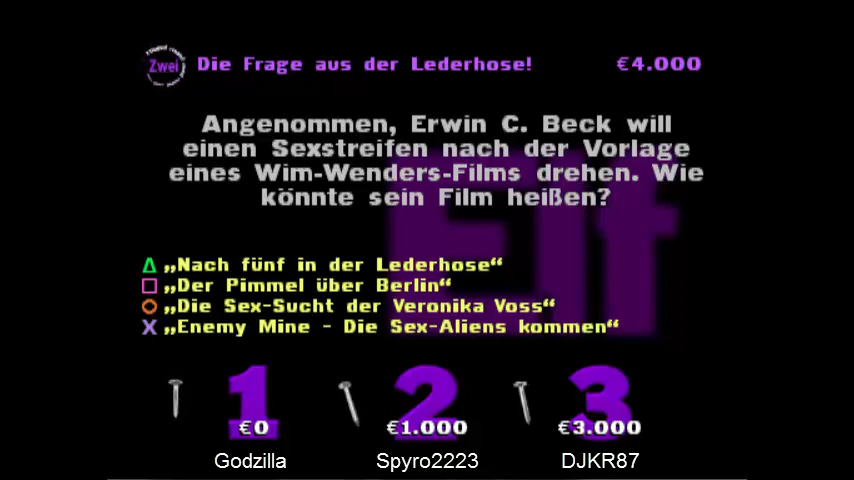 Zwei
Die Frage aus der Lederhose! €4.000
Angenommen, Erwin C. Beck will
einen Sexstreifen nach der Vorlage
eines Wim-Wenders-Films drehen. Wie
könnte sein Film heißen?
Elf
Δ „Nach fünf in der Lederhose“
□ „Der Pimmel über Berlin“
O „Die Sex-Sucht der Veronika Voss“
X „Enemy Mine - Die Sex-Aliens kommen“
1 2 3
€0 €1.000 €3.000
Godzilla Spyro2223 DJKR87